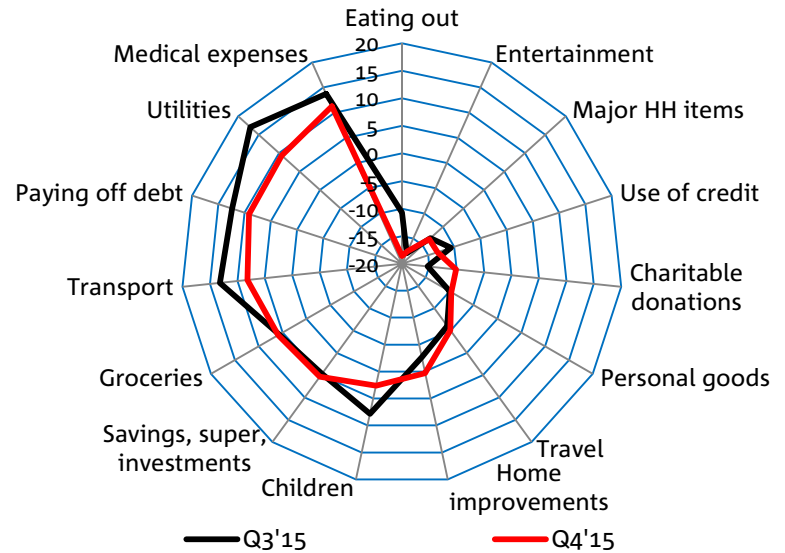 Eating out
Entertainment
Major HH items
Use of credit
Charitable
donations
Personal goods
Travel
Home
improvements
Children
Savings, super,
investments
Groceries
Transport
Paying off debt
Utilities
Medical expenses
20
15
10
5
0
-5
-10
-15
-20
Q3'15
Q4'15